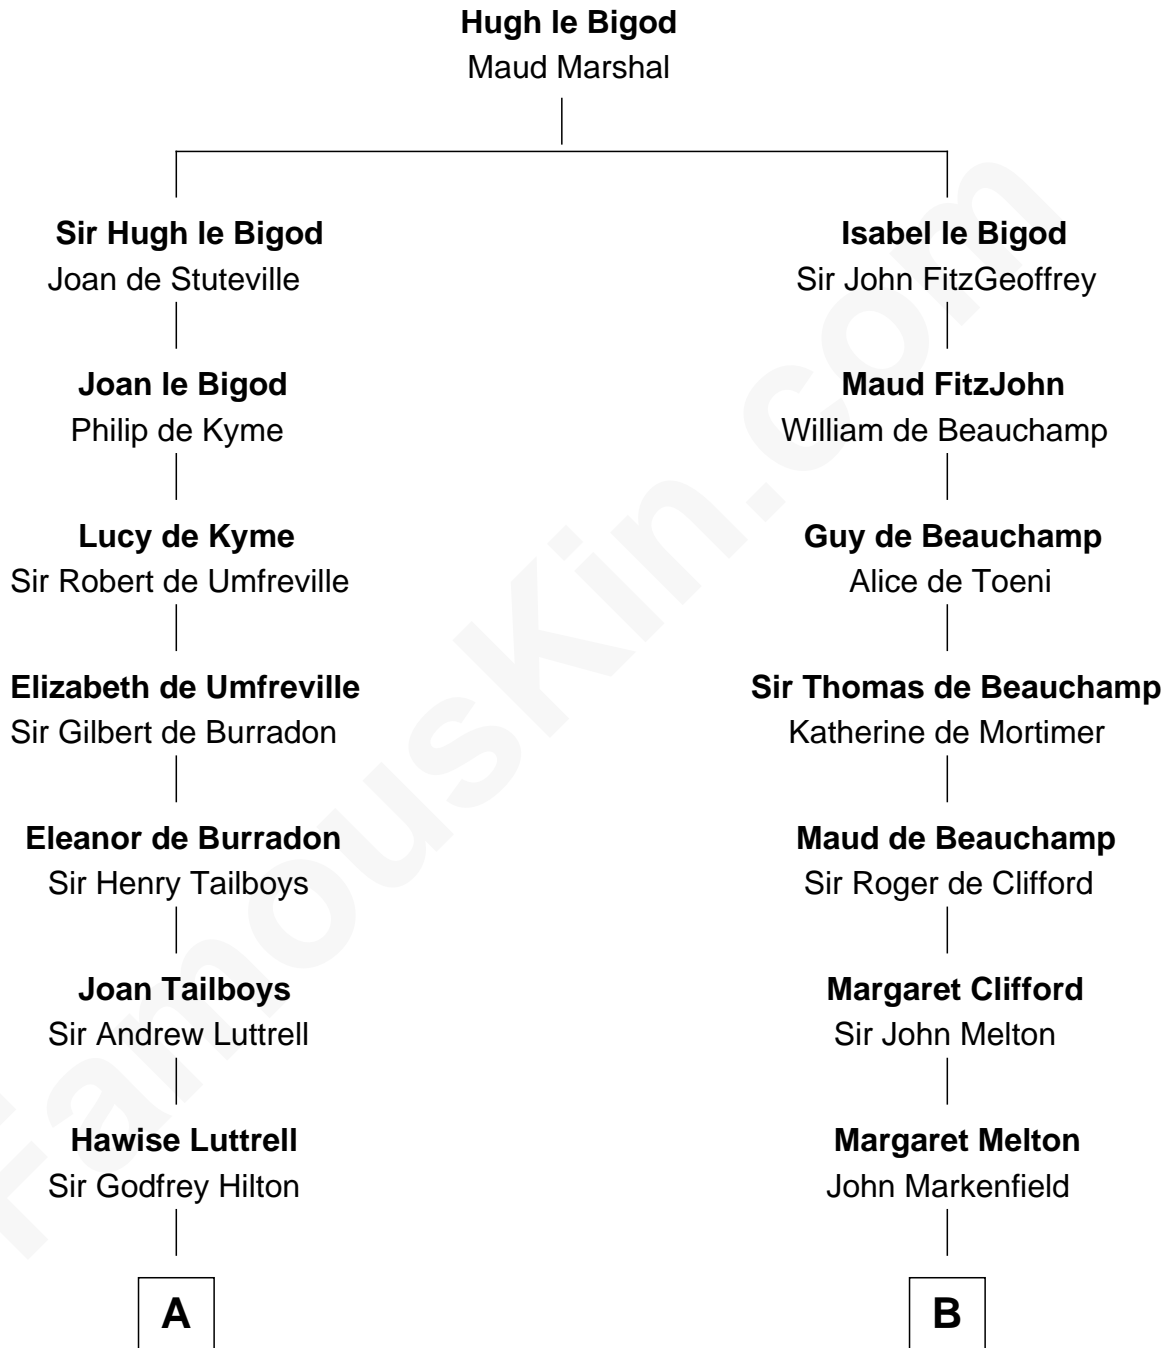 Hugh le Bigod
Maud Marshal
Sir Hugh le Bigod
Joan de Stuteville
Joan le Bigod
Philip de Kyme
Lucy de Kyme
Sir Robert de Umfreville
Elizabeth de Umfreville
Sir Gilbert de Burradon
Eleanor de Burradon
Sir Henry Tailboys
Joan Tailboys
Sir Andrew Luttrell
Hawise Luttrell
Sir Godfrey Hilton
A
Isabel le Bigod
Sir John FitzGeoffrey
Maud FitzJohn
William de Beauchamp
Guy de Beauchamp
Alice de Toeni
Sir Thomas de Beauchamp
Katherine de Mortimer
Maud de Beauchamp
Sir Roger de Clifford
Margaret Clifford
Sir John Melton
Margaret Melton
John Markenfield
B
FamousKin.com